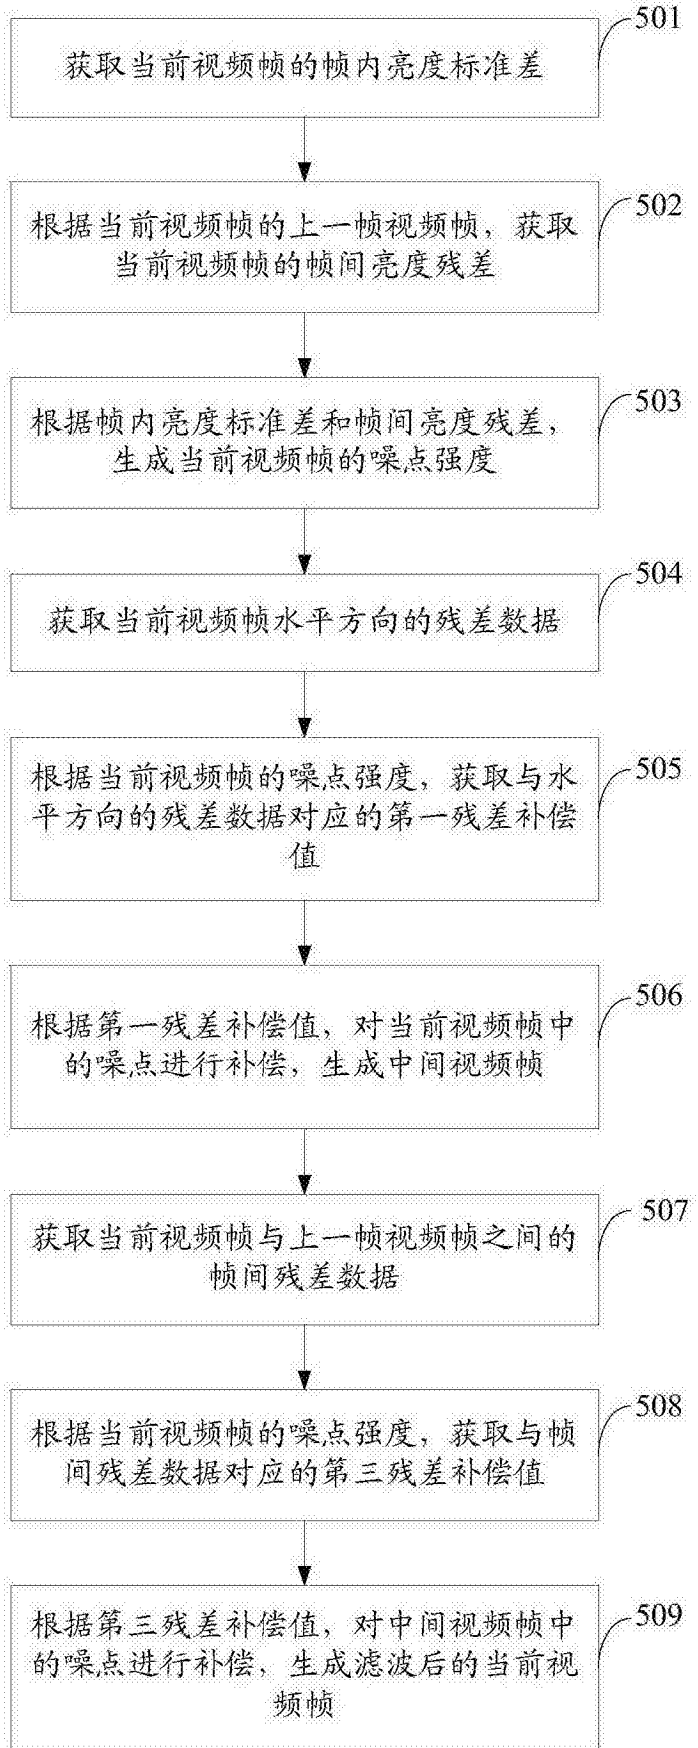 501
获取当前视频帧的帧内亮度标准差
502
根据当前视频帧的上一帧视频帧，获取
当前视频帧的帧间亮度残差
503
根据帧内亮度标准差和帧间亮度残差，
生成当前视频帧的噪点强度
504
获取当前视频帧水平方向的残差数据
505
根据当前视频帧的噪点强度，获取与水
平方向的残差数据对应的第一残差补偿
值
506
根据第一残差补偿值，对当前视频帧中
的噪点进行补偿，生成中间视频帧
507
获取当前视频帧与上一帧视频帧之间的
帧间残差数据
508
根据当前视频帧的噪点强度，获取与帧
间残差数据对应的第三残差补偿值
509
根据第三残差补偿值，对中间视频帧中
的噪点进行补偿，生成滤波后的当前视
频帧